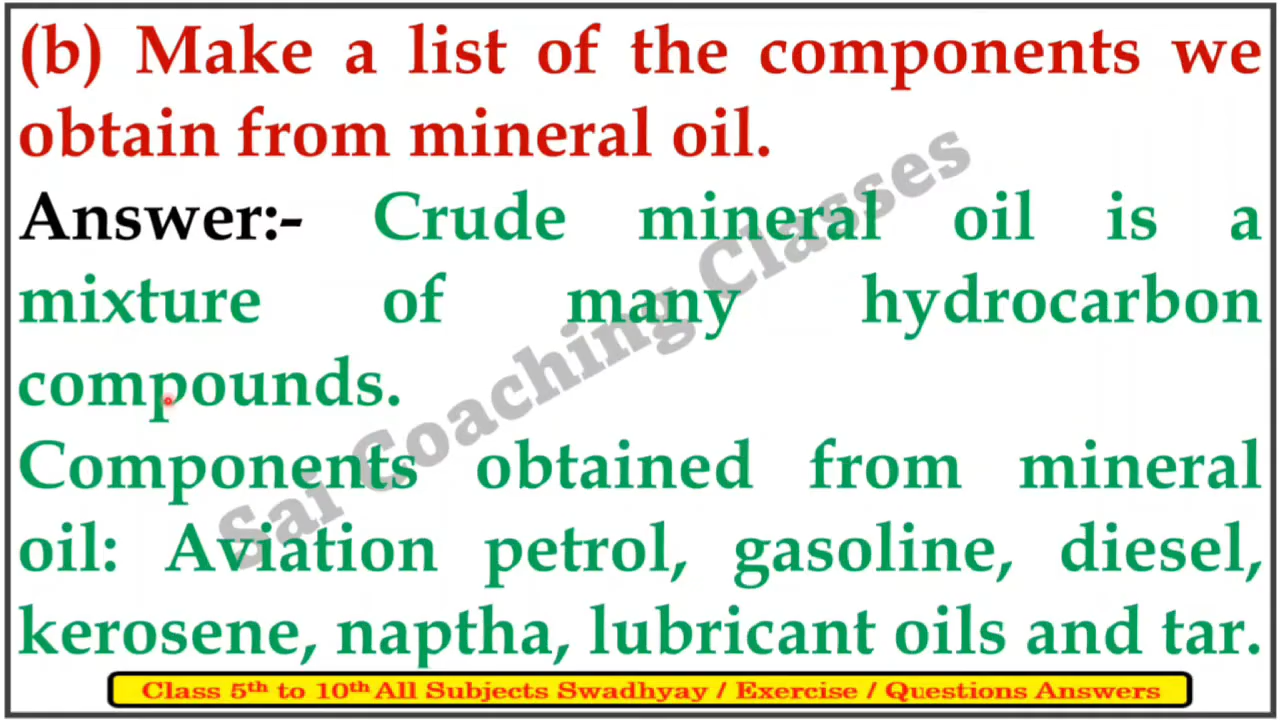 (b) Make a list of the components we
obtain from mineral oil.
Answer:- Crude mineral oil is a
mixture of many hydrocarbon
compounds.
Components obtained from mineral
oil: Aviation petrol, gasoline, diesel,
kerosene, naptha, lubricant oils and tar.
Sai Coaching Classes
Class 5th to 10th All Subjects Swadhyay / Exercise / Questions Answers